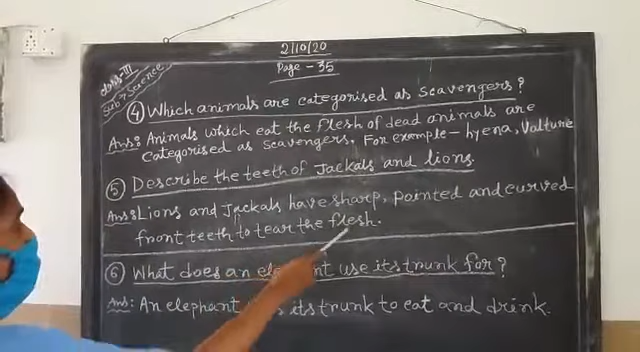 2/10/20
Page - 35
Class-III
Sub → Science
④ Which animals are categorised as scavengers?
Ans: Animals which eat the flesh of dead animals are
categorised as scavengers. For example - hyena, Vulture
⑤ Describe the teeth of Jackals and lions.
Ans: Lions and Jackals have sharp, pointed and curved
front teeth to tear the flesh.
⑥ What does an use its trunk for?
Ans: An elephant its trunk to eat and drink.